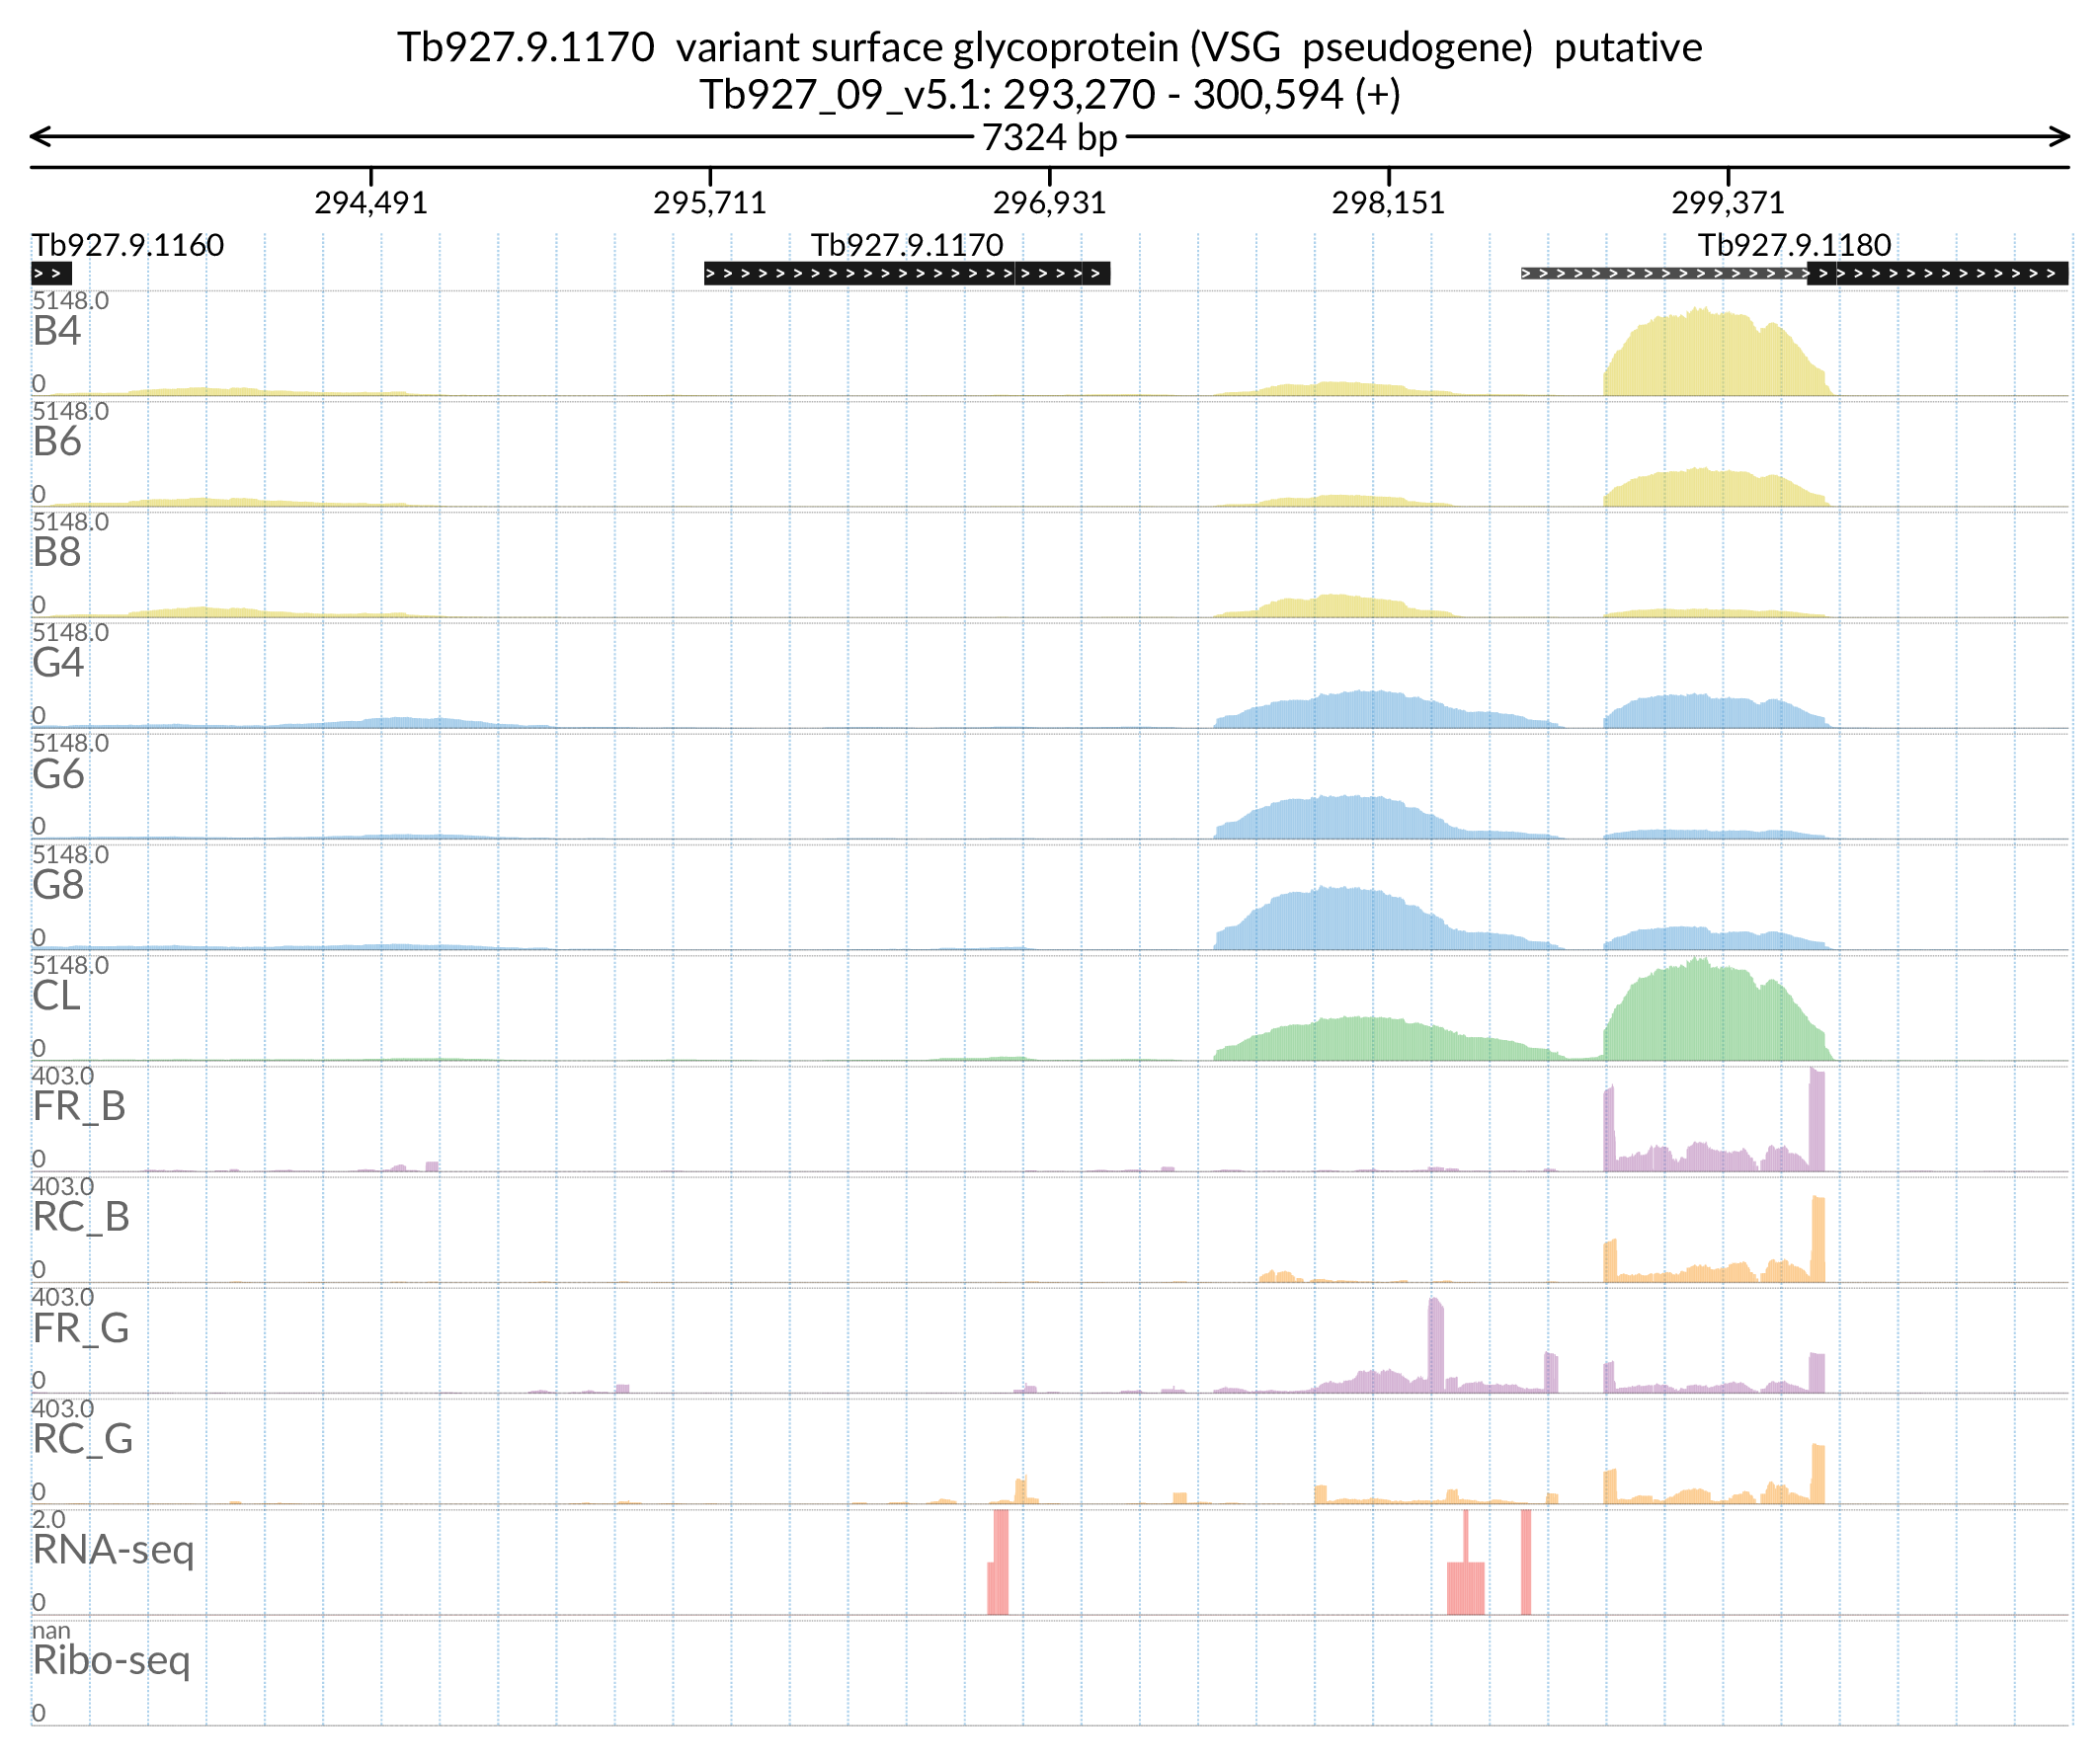 Tb927.9.1170  variant surface glycoprotein (VSG  pseudogene)  putative
Tb927_09_v5.1: 293,270 - 300,594 (+)
7324 bp
294,491 295,711 296,931 298,151 299,371
Tb927.9.1160 Tb927.9.1170 Tb927.9.1180
5148.0
B4
0
5148.0
B6
0
5148.0
B8
0
5148.0
G4
0
5148.0
G6
0
5148.0
G8
0
5148.0
CL
0
403.0
FR_B
0
403.0
RC_B
0
403.0
FR_G
0
403.0
RC_G
0
2.0
RNA-seq
0
nan
Ribo-seq
0